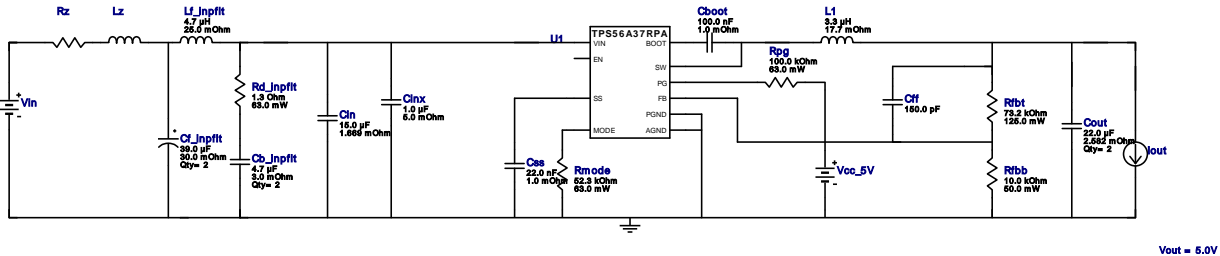 Rz
Lz
Lf_Inpflt
4.7 µH
25.0 mOhm
Cboot
100.0 nF
1.0 mOhm
L1
3.3 µH
17.7 mOhm
U1
TPS56A37RPA
VIN
BOOT
EN
SW
PG
SS
FB
PGND
MODE
AGND
Rpg
100.0 kOhm
63.0 mW
Rd_Inpflt
1.3 Ohm
63.0 mW
Vin
+
-
Cin
15.0 µF
1.669 mOhm
Cinx
1.0 µF
5.0 mOhm
Cff
150.0 pF
Rfbt
73.2 kOhm
125.0 mW
Cout
22.0 µF
2.582 mOhm
Qty= 2
Iout
+
Cf_Inpflt
39.0 µF
30.0 mOhm
Qty= 2
Cb_Inpflt
4.7 µF
3.0 mOhm
Qty= 2
Css
22.0 nF
1.0 mOhm
Rmode
52.3 kOhm
63.0 mW
+
Vcc_5V
-
Rfbb
10.0 kOhm
50.0 mW
Vout = 5.0V